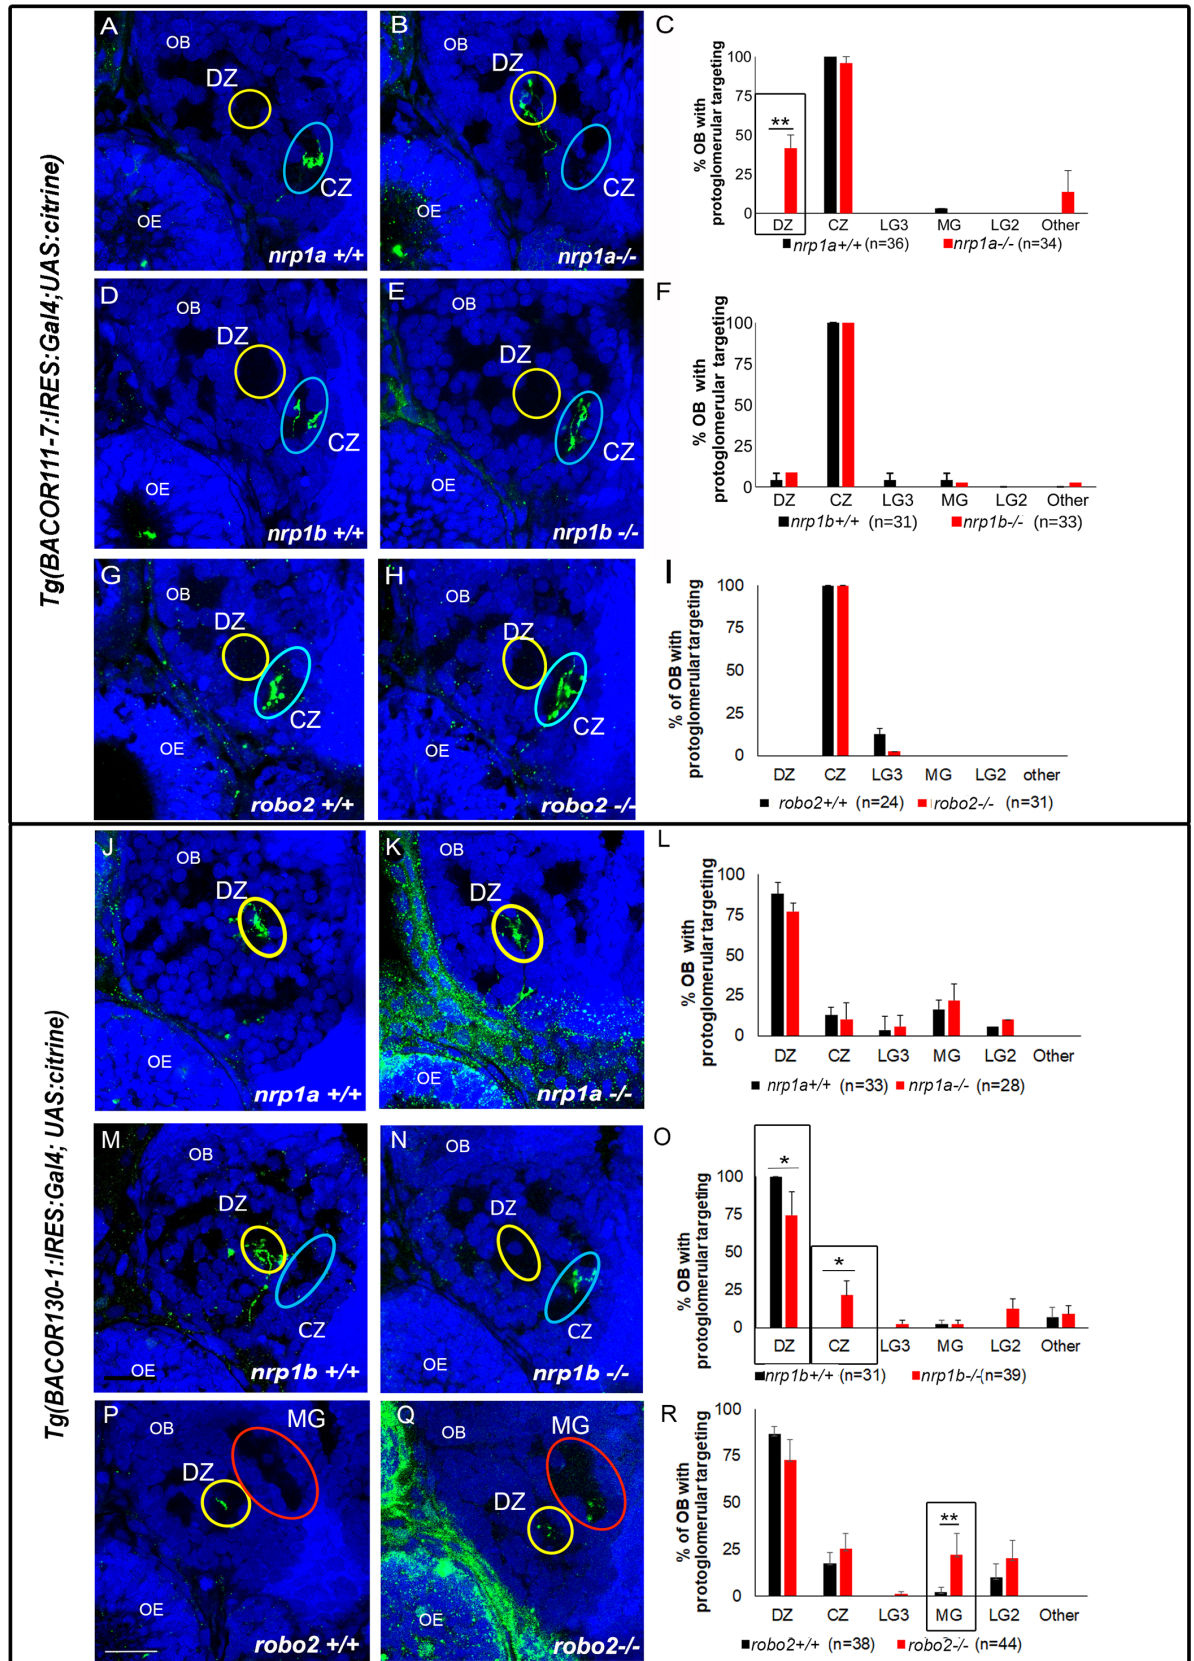 Tg(BACOR111-7:IRES:Gal4;UAS:citrine)
A
OB
DZ
CZ
OE
nrp1a +/+
B
OB
DZ
CZ
OE
nrp1a-/-
C
% OB with
protoglomerular targeting
100
75
50
25
0
**
DZ CZ LG3 MG LG2 Other
nrp1a+/+ (n=36) nrp1a-/- (n=34)
D
OB
DZ
CZ
OE
nrp1b +/+
E
OB
DZ
CZ
OE
nrp1b -/-
F
% OB with
protoglomerular targeting
100
75
50
25
0
DZ CZ LG3 MG LG2 Other
nrp1b+/+ (n=31) nrp1b-/- (n=33)
G
OB
DZ
CZ
OE
robo2 +/+
H
OB
DZ
CZ
OE
robo2 -/-
I
% of OB with
protoglomerular targeting
100
75
50
25
0
DZ CZ LG3 MG LG2 other
robo2+/+ (n=24) robo2-/- (n=31)
Tg(BACOR130-1:IRES:Gal4; UAS:citrine)
J
OB
DZ
OE
nrp1a +/+
K
OB
DZ
OE
nrp1a -/-
L
% OB with
protoglomerular targeting
100
75
50
25
0
DZ CZ LG3 MG LG2 Other
nrp1a+/+ (n=33) nrp1a-/- (n=28)
M
OB
DZ
CZ
OE
nrp1b +/+
N
OB
DZ
CZ
OE
nrp1b -/-
O
% OB with
protoglomerular targeting
100
75
50
25
0
*
*
DZ CZ LG3 MG LG2 Other
nrp1b+/+ (n=31) nrp1b-/-(n=39)
P
OB
MG
DZ
OE
robo2 +/+
Q
OB
MG
DZ
OE
robo2-/-
R
% of OB with
protoglomerular targeting
100
75
50
25
0
**
DZ CZ LG3 MG LG2 Other
robo2+/+ (n=38) robo2-/- (n=44)